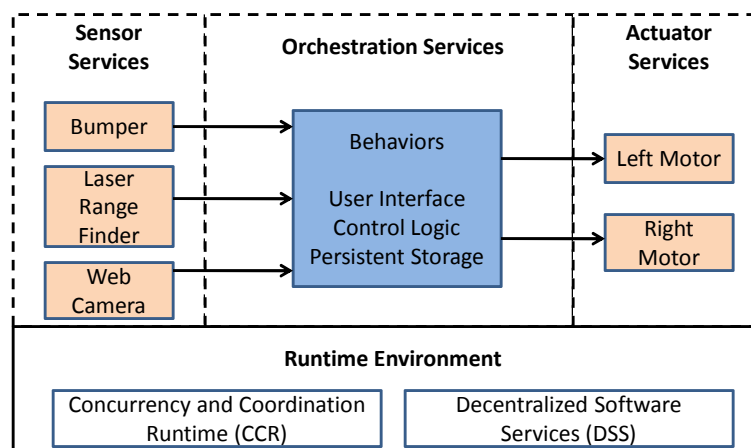 Sensor
Services
Orchestration Services
Actuator
Services
Bumper
Laser
Range
Finder
Web
Camera
Behaviors
User Interface
Control Logic
Persistent Storage
Left Motor
Right
Motor
Runtime Environment
Concurrency and Coordination
Runtime (CCR)
Decentralized Software
Services (DSS)